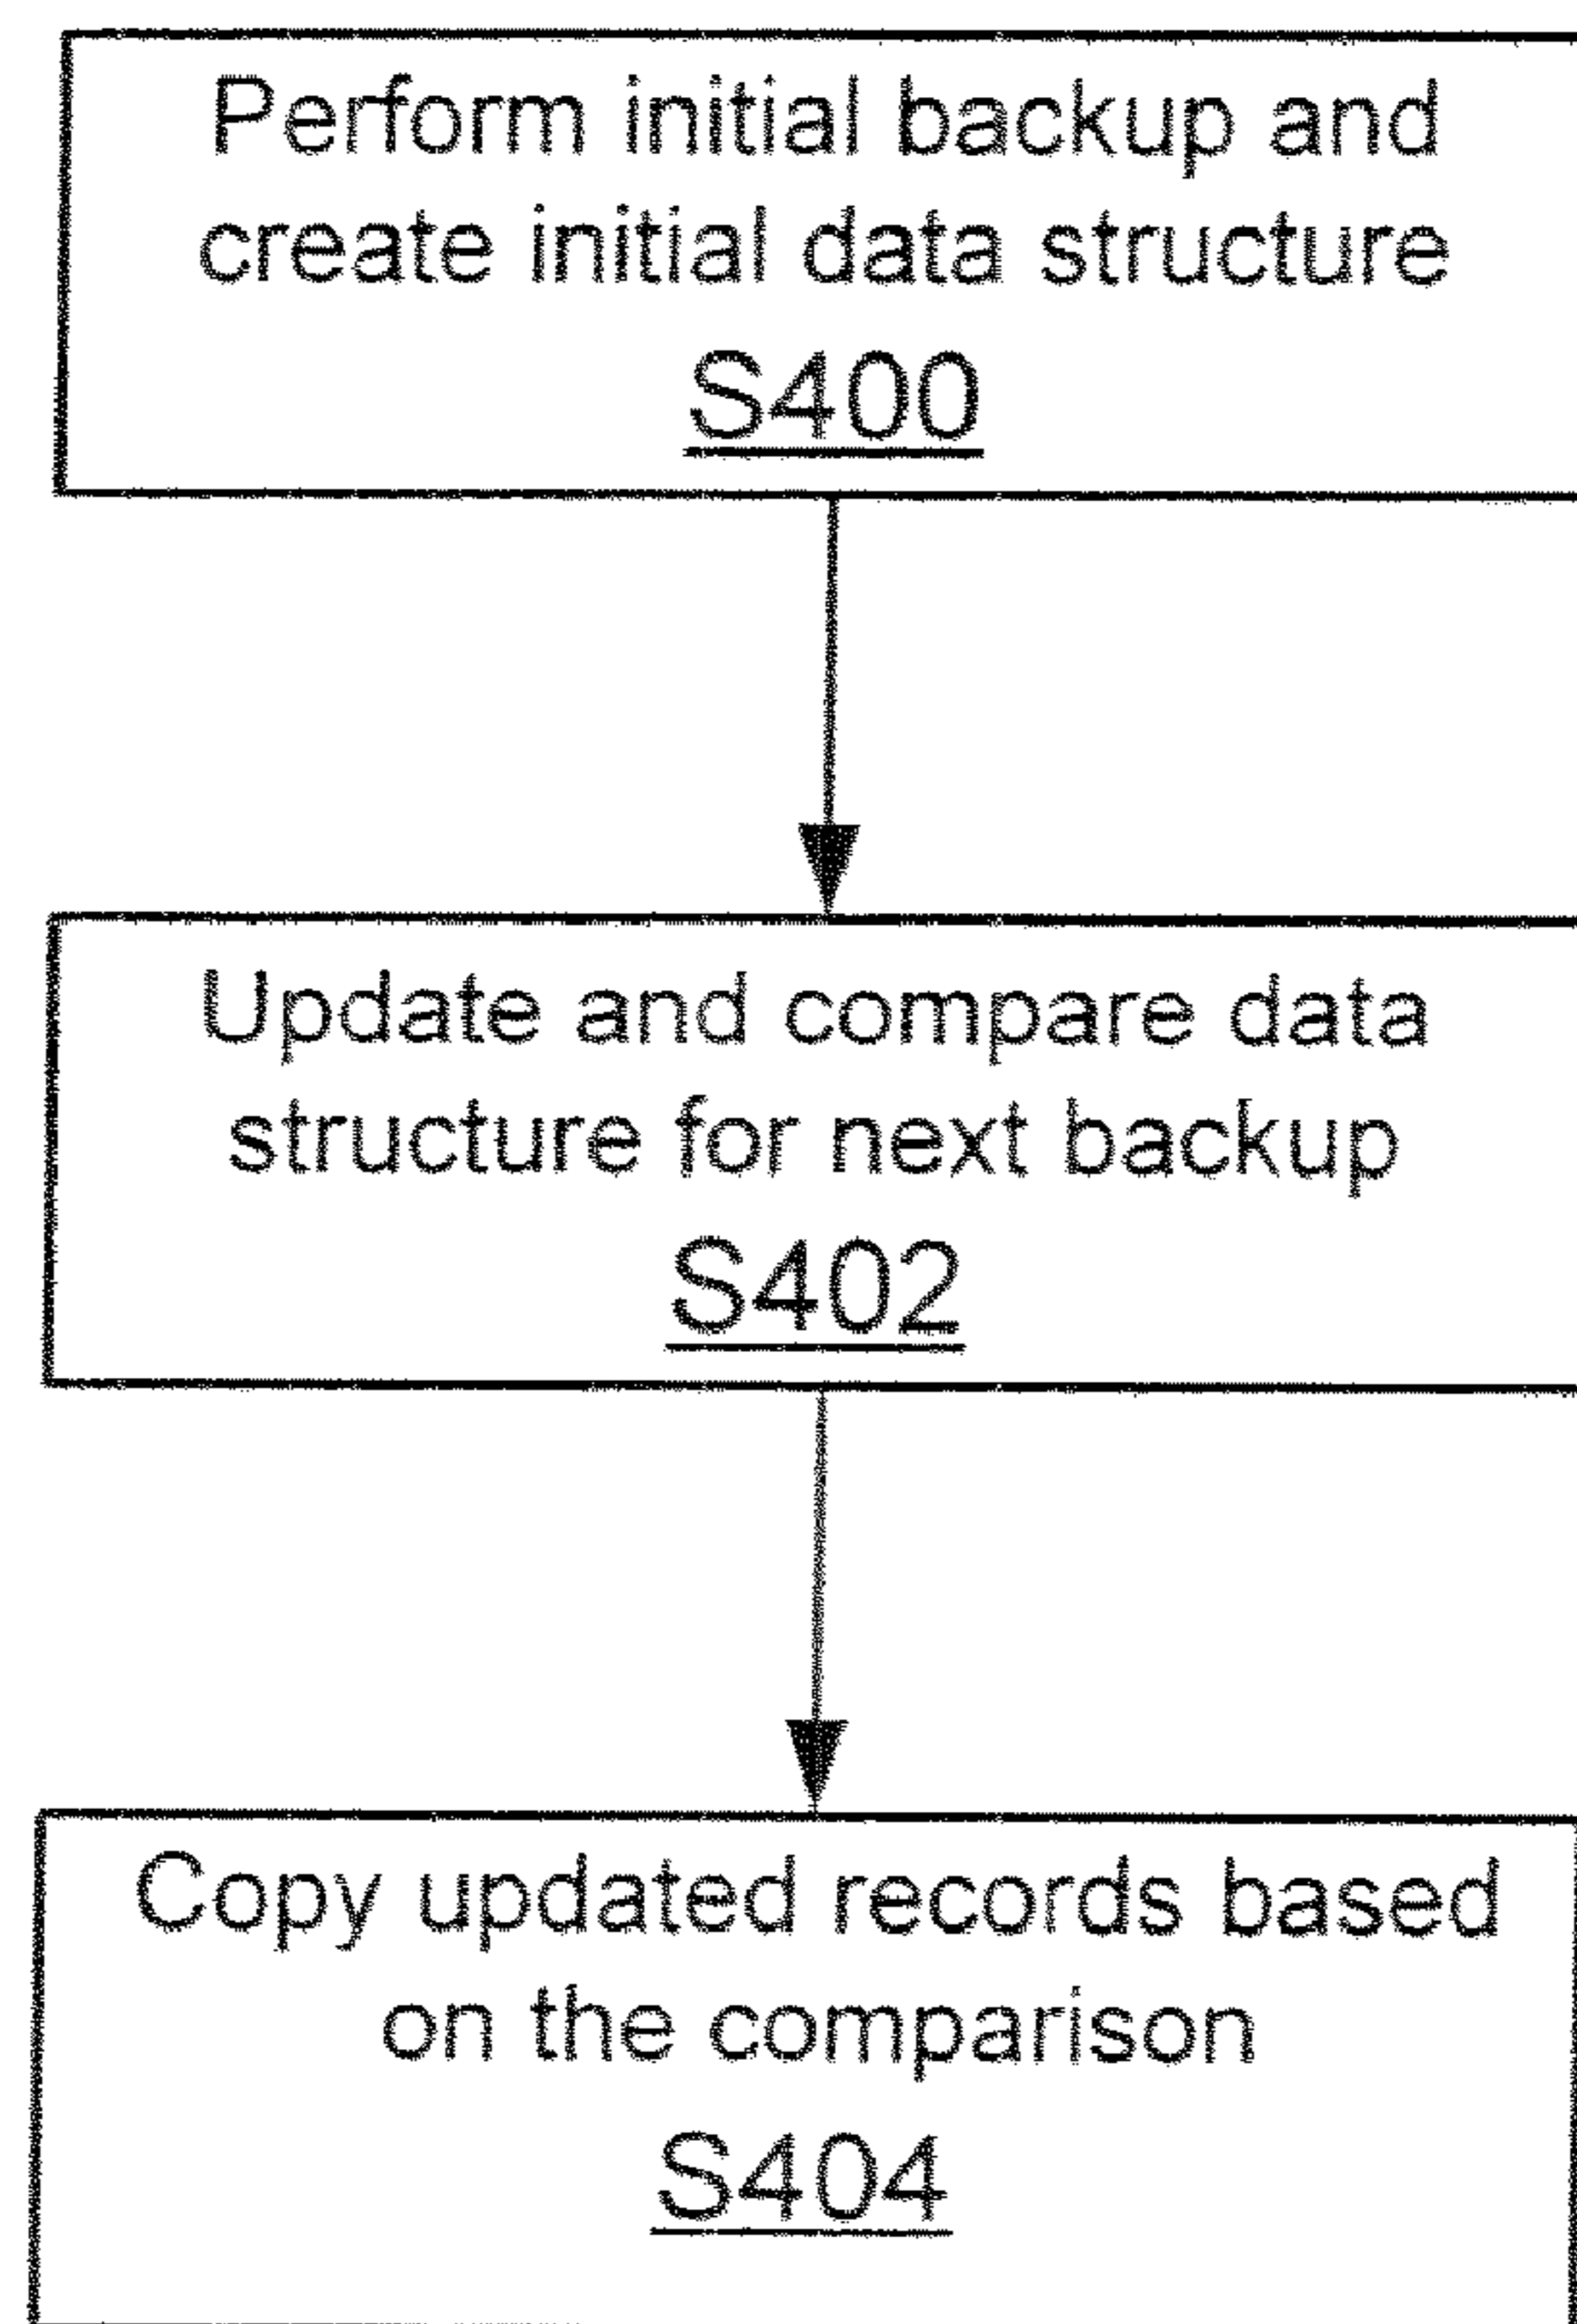 Perform initial backup and
create initial data structure
S400
Update and compare data
structure for next backup
S402
Copy updated records based
on the comparison
S404